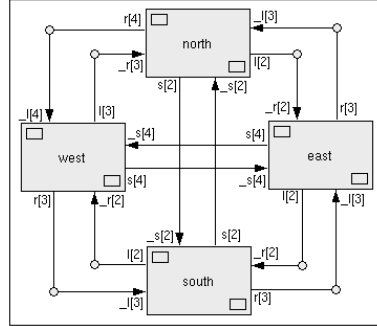 r[4]
_l[3]
north
_r[3]
l[2]
s[2]
_s[2]
_l[4]
l[3]
_r[2]
r[3]
_s[4]
s[4]
west
east
r[3]
_r[2]
s[4]
_s[4]
l[2]
_l[3]
_s[2]
s[2]
l[2]
_r[2]
south
_l[3]
r[3]